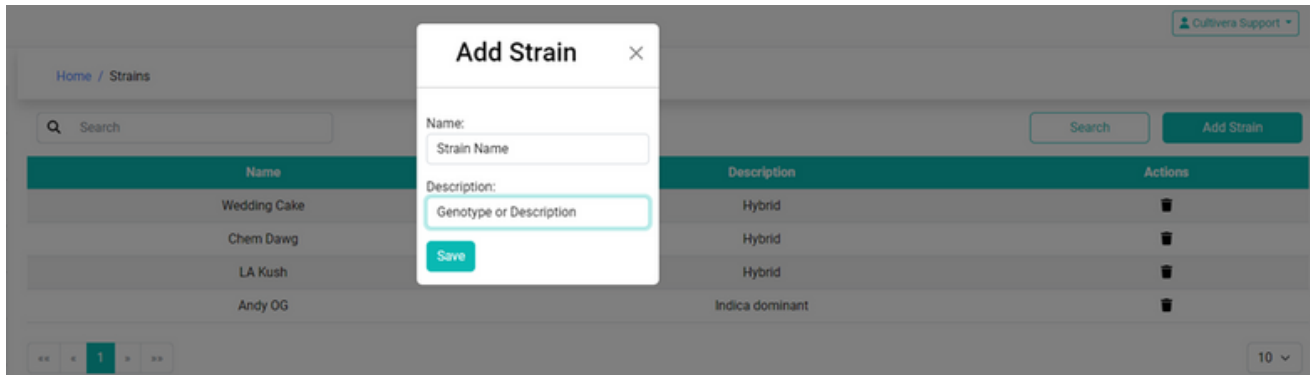 Cultivera Support
Add Strain
Home / Strains
Search
Search
Add Strain
Name:
Strain Name
Name
Description
Actions
Description:
Genotype or Description
Wedding Cake
Hybrid
Chem Dawg
Hybrid
Save
LA Kush
Hybrid
Andy OG
Indica dominant
«« « 1 » »»
10